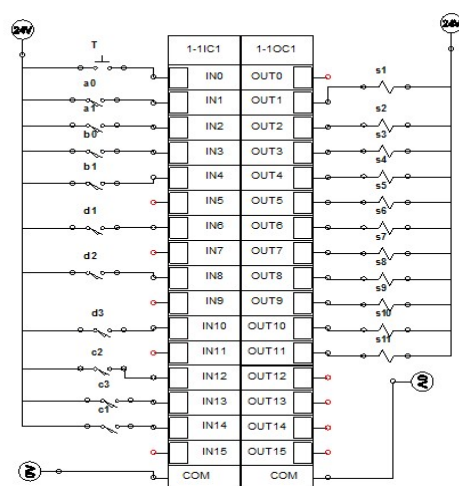 24V
24V
1-1IC1 1-1OC1
T
IN0 OUT0
s1
a0
IN1 OUT1
a1
s2
IN2 OUT2
b0
s3
IN3 OUT3
s4
b1
IN4 OUT4
s5
IN5 OUT5
d1
s6
IN6 OUT6
s7
IN7 OUT7
d2
s8
IN8 OUT8
s9
IN9 OUT9
d3
s10
IN10 OUT10
s11
IN11 OUT11
c2
IN12 OUT12
c3
0V
IN13 OUT13
c1
IN14 OUT14
IN15 OUT15
0V
COM COM